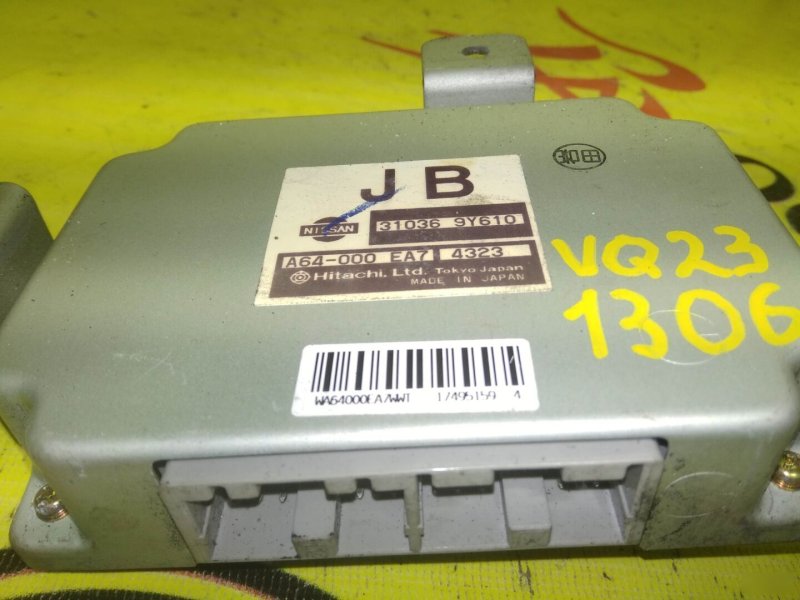 JB
NISSAN
31036 9Y610
A64-000 EA7 4323
Hitachi, Ltd. Tokyo Japan
MADE IN JAPAN
和田
VQ23
1306
WA64000EA7WWT 17495159 4